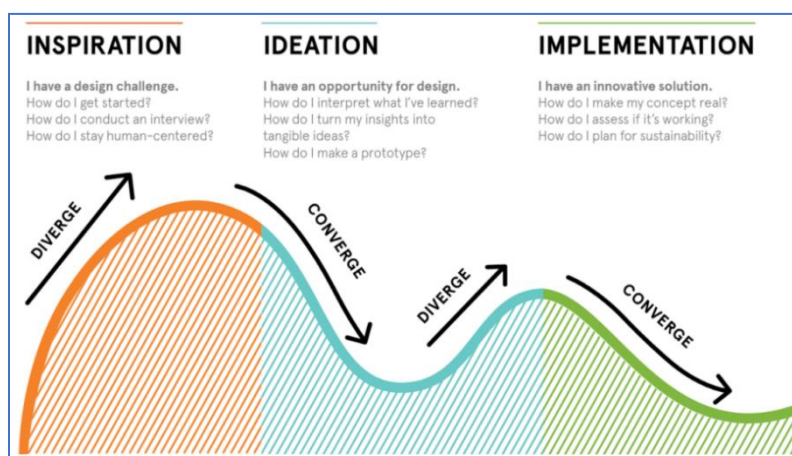 INSPIRATION
I have a design challenge.
How do I get started?
How do I conduct an interview?
How do I stay human-centered?
IDEATION
I have an opportunity for design.
How do I interpret what I've learned?
How do I turn my insights into
tangible ideas?
How do I make a prototype?
IMPLEMENTATION
I have an innovative solution.
How do I make my concept real?
How do I assess if it's working?
How do I plan for sustainability?
DIVERGE
CONVERGE
DIVERGE
CONVERGE